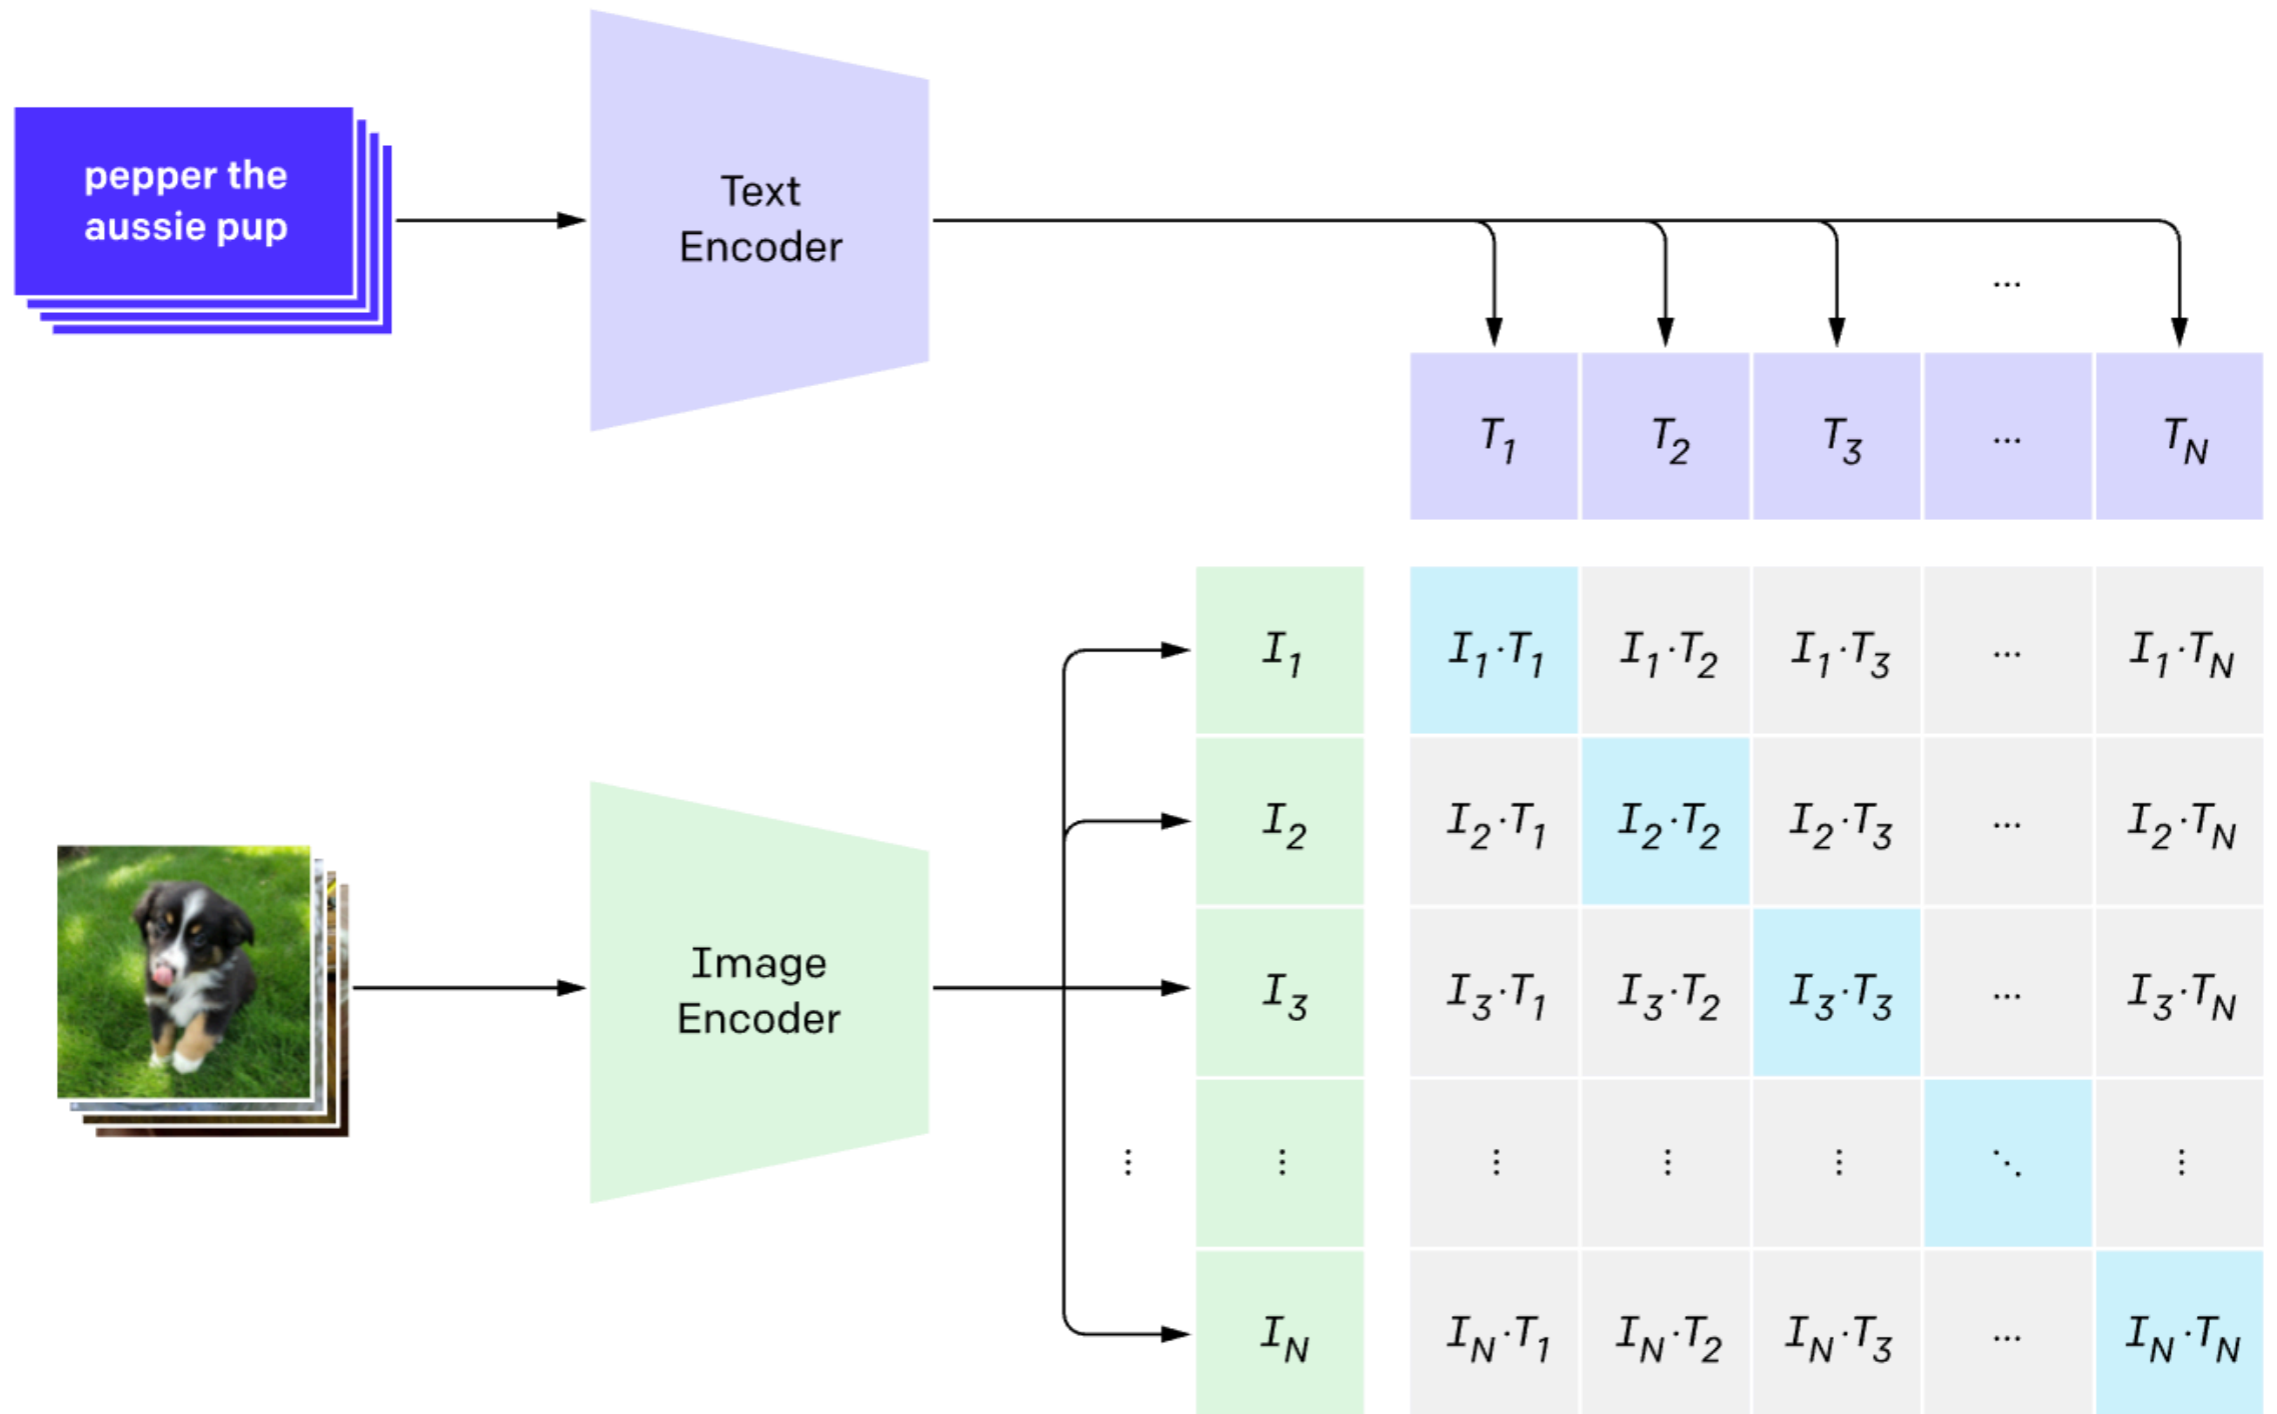 pepper the
aussie pup
Text
Encoder
...
T1 T2 T3 ... TN
I1 I1·T1 I1·T2 I1·T3 ... I1·TN
I2 I2·T1 I2·T2 I2·T3 ... I2·TN
Image
Encoder
I3 I3·T1 I3·T2 I3·T3 ... I3·TN
⋮ ⋮ ⋮ ⋮ ⋮ ⋱ ⋮
IN IN·T1 IN·T2 IN·T3 ... IN·TN